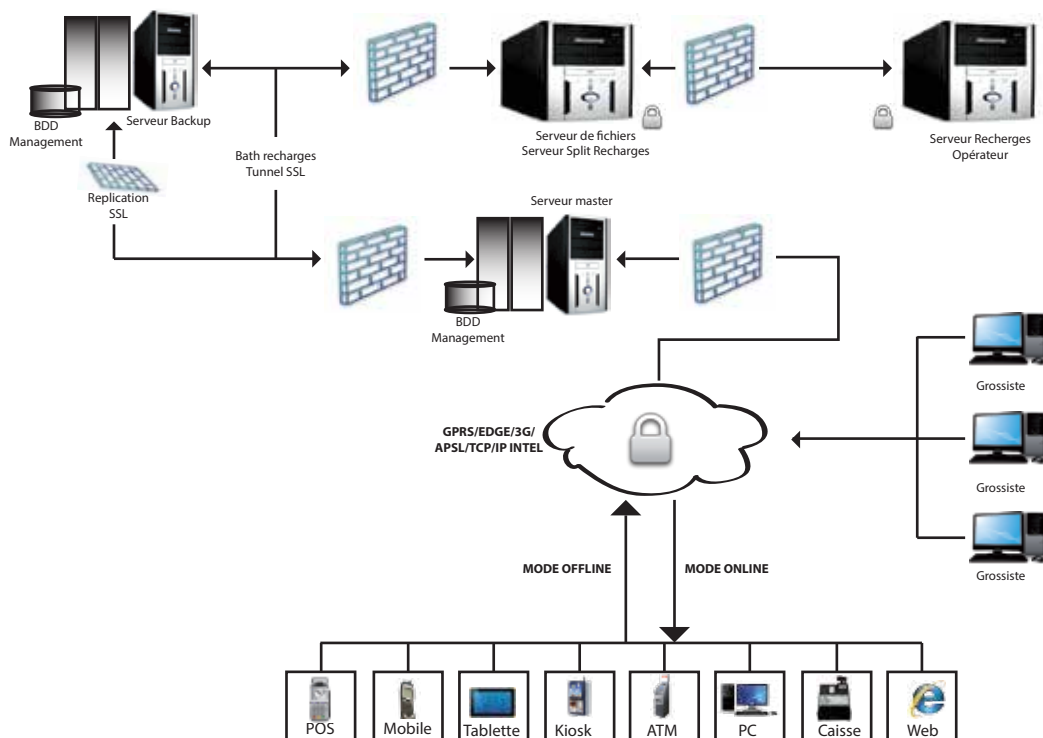 BDD
Management
Serveur Backup
Serveur de fichiers
Serveur Split Recharges
Serveur Recherges
Opérateur
Bath recharges
Tunnel SSL
Replication
SSL
Serveur master
BDD
Management
Grossiste
GPRS/EDGE/3G/
APSL/TCP/IP INTEL
Grossiste
Grossiste
MODE OFFLINE
MODE ONLINE
POS
Mobile
Tablette
Kiosk
ATM
PC
Caisse
Web